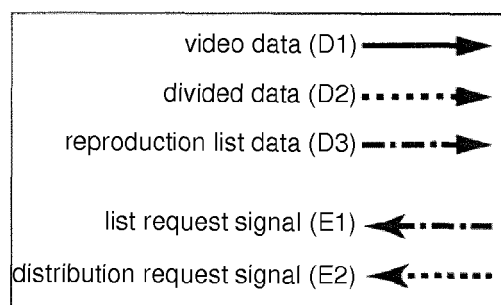 video data (D1)
divided data (D2)
reproduction list data (D3)
list request signal (E1)
distribution request signal (E2)